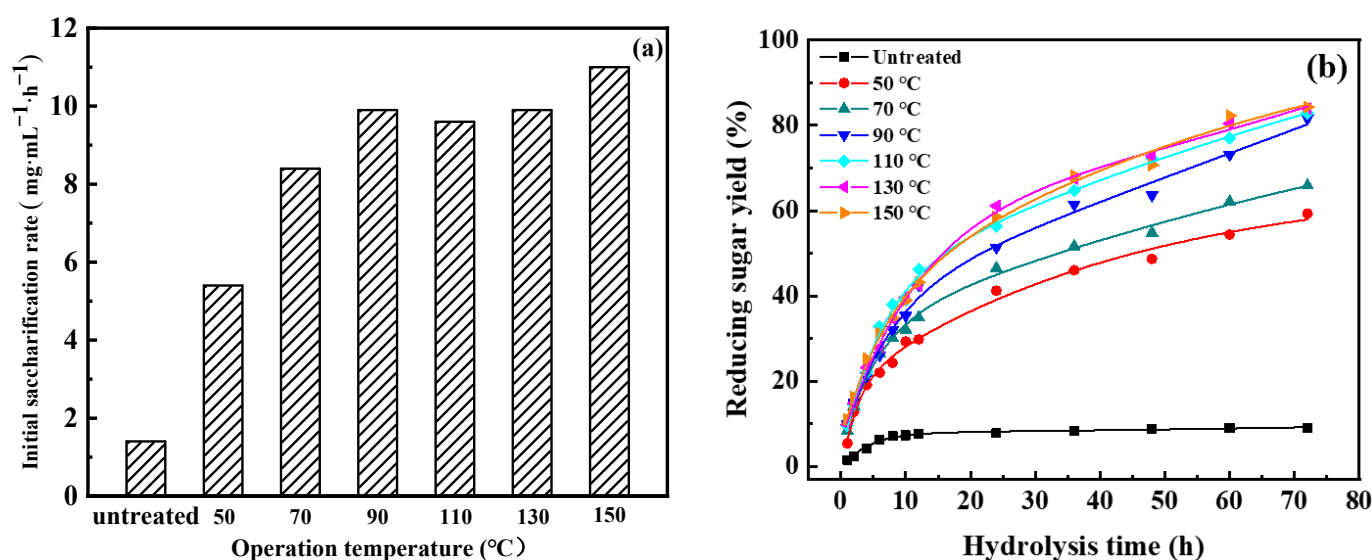 (a)
Initial saccharification rate ( mg·mL⁻¹·h⁻¹)
12
10
8
6
4
2
0
untreated 50 70 90 110 130 150
Operation temperature (℃)
(b)
Reducing sugar yield (%)
100
80
60
40
20
0
Untreated
50 ℃
70 ℃
90 ℃
110 ℃
130 ℃
150 ℃
0 10 20 30 40 50 60 70 80
Hydrolysis time (h)